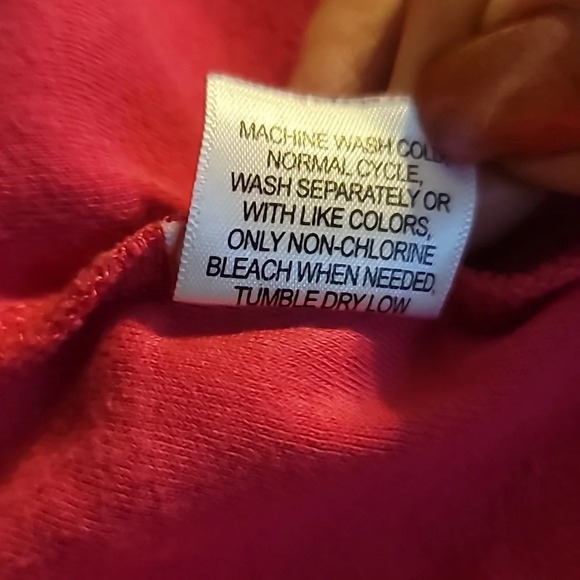 MACHINE WASH COLD,
NORMAL CYCLE,
WASH SEPARATELY OR
WITH LIKE COLORS,
ONLY NON-CHLORINE
BLEACH WHEN NEEDED,
TUMBLE DRY LOW